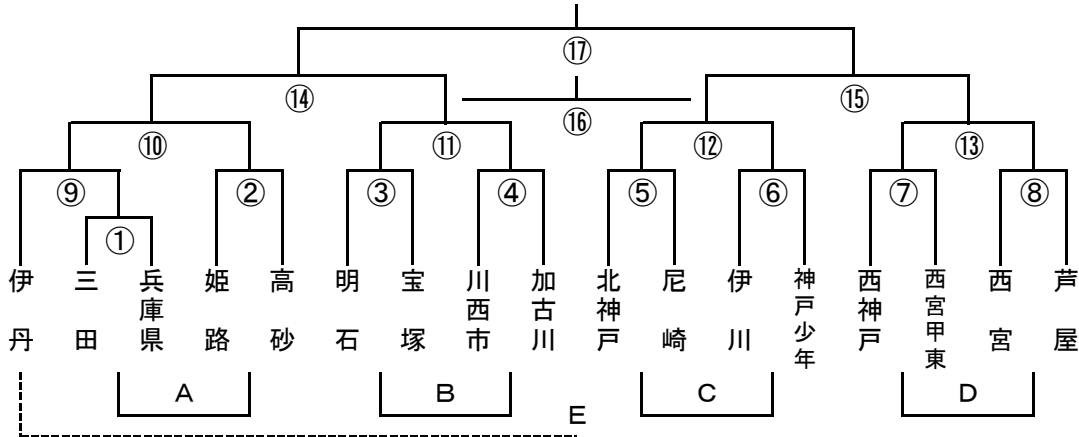 ⑰
⑭ ⑮
⑯
⑩ ⑪ ⑫ ⑬
⑨ ② ③ ④ ⑤ ⑥ ⑦ ⑧
①
伊丹 三田 兵庫県 姫路 高砂 明石 宝塚 川西市 加古川 北神戸 尼崎 伊川 神戸少年 西神戸 西宮甲東 西宮 芦屋
A B C D
E